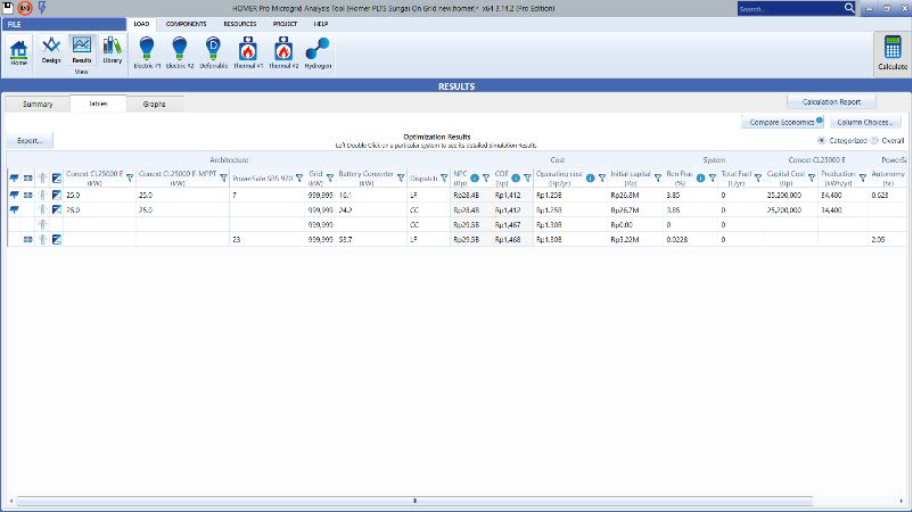 HOMER Pro Microgrid Analysis Tool [Homer PLTS Sungai On Grid new.homer]* x64 3.14.2 (Pro Edition)
Search...
FILE
LOAD COMPONENTS RESOURCES PROJECT HELP
Home Design Results Library Electric #1 Electric #2 Deferrable Thermal #1 Thermal #2 Hydrogen Calculate
View
RESULTS
Summary Tables Graphs Calculation Report
Compare Economics Column Choices...
Export... Optimization Results Categorized Overall
Left Double Click on a particular system to see its detailed Simulation Results.
Architecture Cost System Conext CL25000 E
Conext CL25000 E (kW) Conext CL25000 E MPPT (kW) PowerSafe SBS 970 Grid (kW) Battery Converter (kW) Dispatch NPC (Rp) COE (Rp) Operating cost (Rp/yr) Initial capital (Rp) Ren Frac (%) Total Fuel (L/yr) Capital Cost (Rp) Production (kWh/yr) Autonomy (hr)
25.0 25.0 7 999,999 16.1 LF Rp28.4B Rp1,412 Rp1.25B Rp26.8M 3.85 0 25,200,000 34,400 0.623
25.0 25.0 999,999 24.2 CC Rp28.4B Rp1,412 Rp1.25B Rp26.7M 3.85 0 25,200,000 34,400
999,999 CC Rp29.5B Rp1,467 Rp1.30B Rp0.00 0 0
23 999,999 53.7 LF Rp29.5B Rp1,468 Rp1.30B Rp5.22M 0.0228 0 2.05